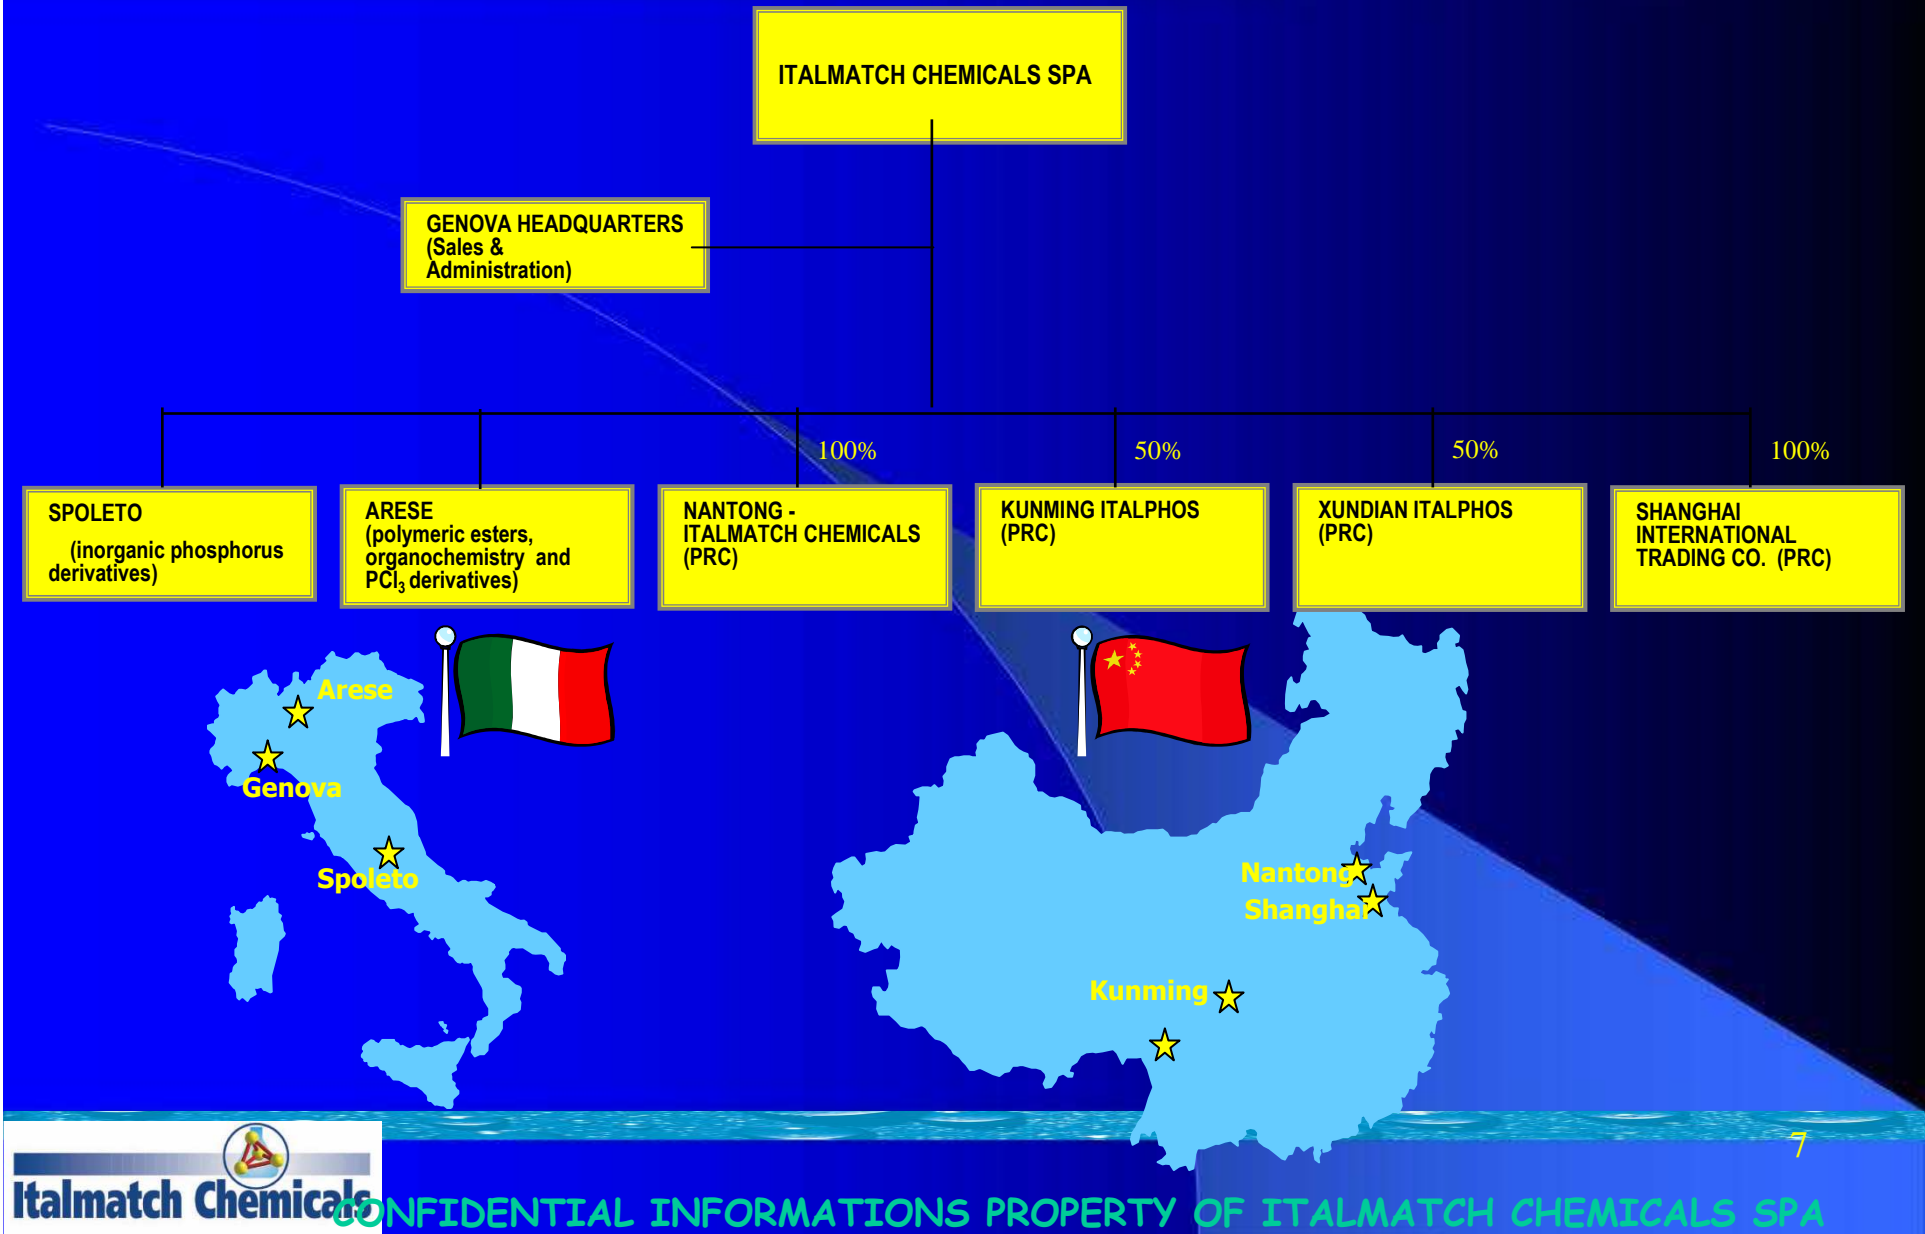 ITALMATCH CHEMICALS SPA
GENOVA HEADQUARTERS
(Sales &
Administration)
100%
50%
50%
100%
SPOLETO
(inorganic phosphorus
derivatives)
ARESE
(polymeric esters,
organochemistry and
PCl₃ derivatives)
NANTONG -
ITALMATCH CHEMICALS
(PRC)
KUNMING ITALPHOS
(PRC)
XUNDIAN ITALPHOS
(PRC)
SHANGHAI
INTERNATIONAL
TRADING CO. (PRC)
Arese
Genova
Spoleto
Nantong
Shanghai
Kunming
7
Italmatch Chemicals
CONFIDENTIAL INFORMATIONS PROPERTY OF ITALMATCH CHEMICALS SPA